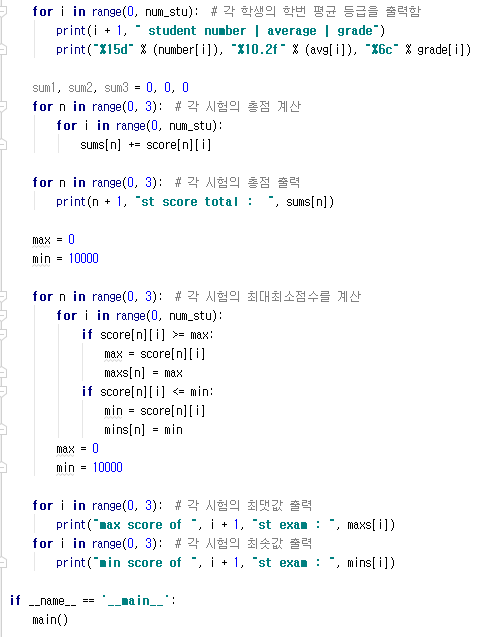 for i in range(0, num_stu):  # 각 학생의 학번 평균 등급을 출력함
    print(i + 1, " student number | average | grade")
    print("%15d" % (number[i]), "%10.2f" % (avg[i]), "%6c" % grade[i])

sum1, sum2, sum3 = 0, 0, 0
for n in range(0, 3):  # 각 시험의 총점 계산
    for i in range(0, num_stu):
        sums[n] += score[n][i]

for n in range(0, 3):  # 각 시험의 총점 출력
    print(n + 1, "st score total :  ", sums[n])

max = 0
min = 10000

for n in range(0, 3):  # 각 시험의 최대최소점수를 계산
    for i in range(0, num_stu):
        if score[n][i] >= max:
            max = score[n][i]
            maxs[n] = max
        if score[n][i] <= min:
            min = score[n][i]
            mins[n] = min
    max = 0
    min = 10000

for i in range(0, 3):  # 각 시험의 최댓값 출력
    print("max score of ", i + 1, "st exam : ", maxs[i])
for i in range(0, 3):  # 각 시험의 최솟값 출력
    print("min score of ", i + 1, "st exam : ", mins[i])

if __name__ == '__main__':
    main()